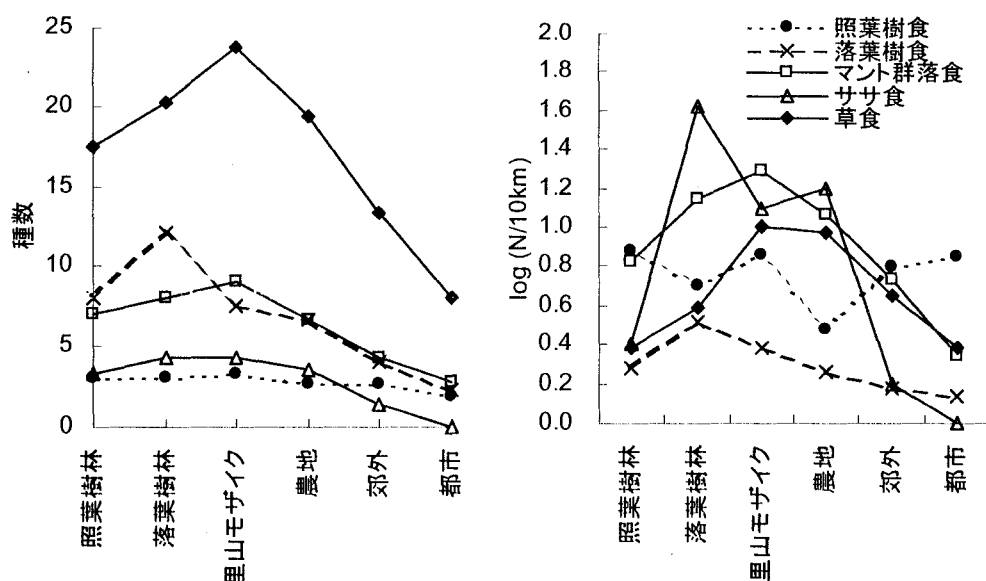 25
20
15
10
5
0
種数
照葉樹林
落葉樹林
里山モザイク
農地
郊外
都市
2.0
1.8
1.6
1.4
1.2
1.0
0.8
0.6
0.4
0.2
0.0
log (N/10km)
照葉樹食
落葉樹食
マント群落食
ササ食
草食
照葉樹林
落葉樹林
里山モザイク
農地
郊外
都市